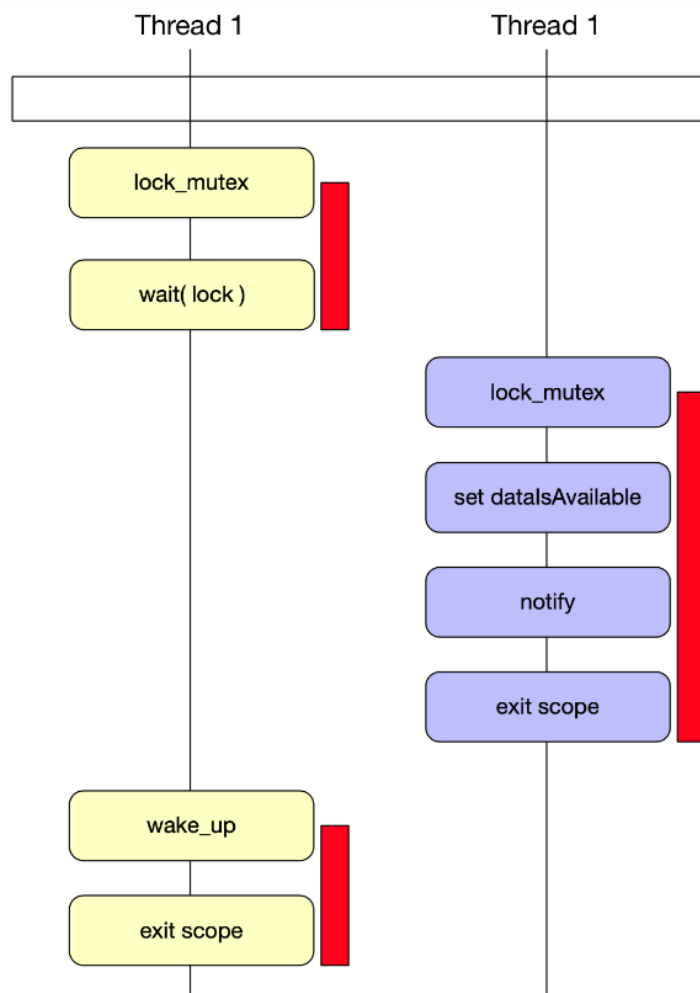 Thread 1
Thread 1
lock_mutex
wait( lock )
lock_mutex
set dataIsAvailable
notify
exit scope
wake_up
exit scope